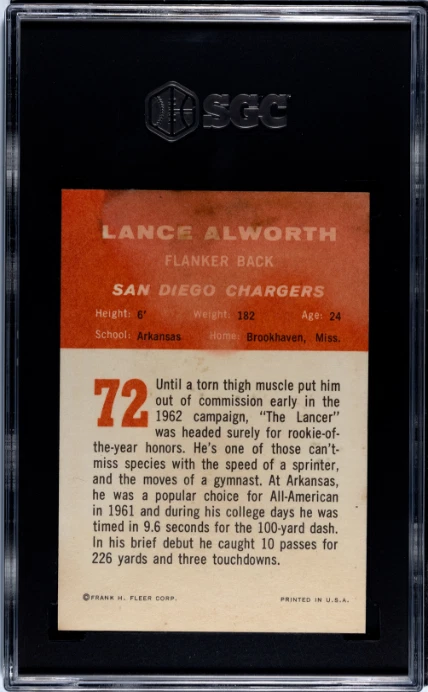 SGC
LANCE ALWORTH
FLANKER BACK
SAN DIEGO CHARGERS
Height: 6' Weight: 182 Age: 24
School: Arkansas Home: Brookhaven, Miss.
72
Until a torn thigh muscle put him
out of commission early in the
1962 campaign, "The Lancer"
was headed surely for rookie-of-
the-year honors. He's one of those can't-
miss species with the speed of a sprinter,
and the moves of a gymnast. At Arkansas,
he was a popular choice for All-American
in 1961 and during his college days he was
timed in 9.6 seconds for the 100-yard dash.
In his brief debut he caught 10 passes for
226 yards and three touchdowns.
©FRANK H. FLEER CORP. PRINTED IN U.S.A.